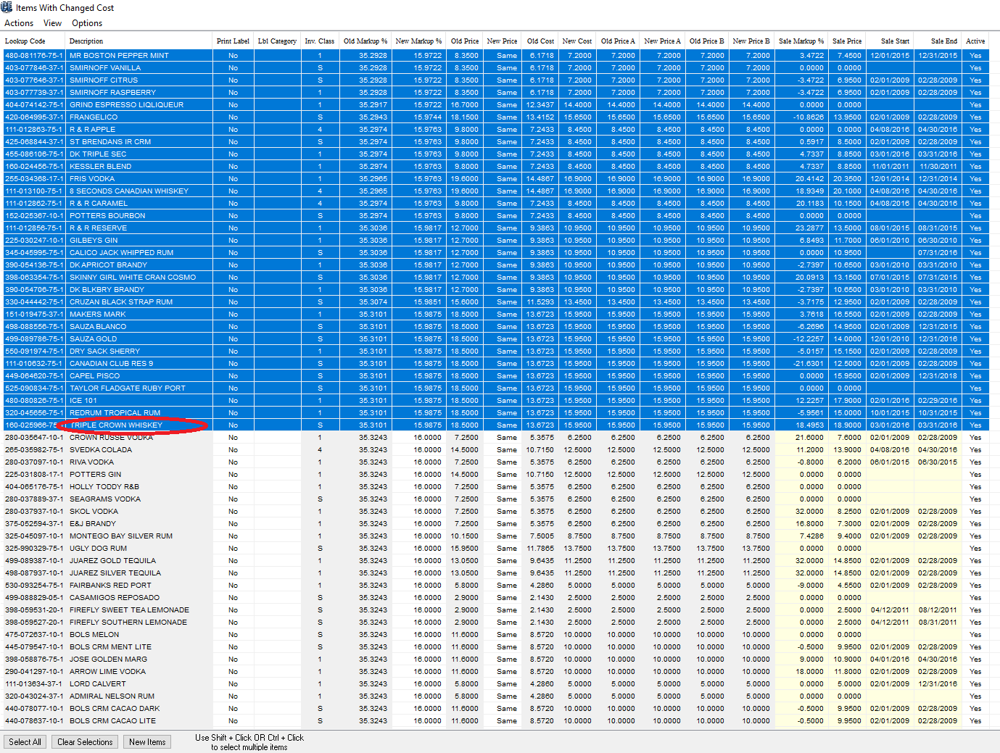 Items With Changed Cost
Actions View Options
Lookup Code Description Print Label Lbl Category Inv. Class Old Markup % New Markup % Old Price New Price Old Cost New Cost Old Price A New Price A Old Price B New Price B Sale Markup % Sale Price Sale Start Sale End Active
480-081176-75-1 MR BOSTON PEPPER MINT No 1 35.2928 15.9722 8.3500 Same 6.1718 7.2000 7.2000 7.2000 7.2000 7.2000 3.4722 7.4500 12/01/2015 12/31/2015 Yes
403-077846-37-1 SMIRNOFF VANILLA No S 35.2928 15.9722 8.3500 Same 6.1718 7.2000 7.2000 7.2000 7.2000 7.2000 0.0000 0.0000 Yes
403-077646-37-1 SMIRNOFF CITRUS No S 35.2928 15.9722 8.3500 Same 6.1718 7.2000 7.2000 7.2000 7.2000 7.2000 -3.4722 6.9500 02/01/2009 02/28/2009 Yes
403-077739-37-1 SMIRNOFF RASPBERRY No 1 35.2928 15.9722 8.3500 Same 6.1718 7.2000 7.2000 7.2000 7.2000 7.2000 -3.4722 6.9500 02/01/2009 02/28/2009 Yes
404-074142-75-1 GRIND ESPRESSO LIQLIQUEUR No 1 35.2917 15.9722 16.7000 Same 12.3437 14.4000 14.4000 14.4000 14.4000 14.4000 0.0000 0.0000 Yes
420-064995-37-1 FRANGELICO No S 35.2943 15.9744 18.1500 Same 13.4152 15.6500 15.6500 15.6500 15.6500 15.6500 -10.8626 13.9500 02/01/2009 02/28/2009 Yes
111-012863-75-1 R & R APPLE No 4 35.2974 15.9763 9.8000 Same 7.2433 8.4500 8.4500 8.4500 8.4500 8.4500 0.0000 0.0000 04/08/2016 04/30/2016 Yes
425-068844-37-1 ST BRENDANS IR CRM No S 35.2974 15.9763 9.8000 Same 7.2433 8.4500 8.4500 8.4500 8.4500 8.4500 0.5917 8.5000 02/01/2009 02/28/2009 Yes
455-086106-75-1 DK TRIPLE SEC No 1 35.2974 15.9763 9.8000 Same 7.2433 8.4500 8.4500 8.4500 8.4500 8.4500 4.7337 8.8500 03/01/2016 03/31/2016 Yes
160-024456-75-1 KESSLER BLEND No 1 35.2974 15.9763 9.8000 Same 7.2433 8.4500 8.4500 8.4500 8.4500 8.4500 4.7337 8.8500 11/01/2011 11/30/2011 Yes
255-034368-17-1 FRIS VODKA No 1 35.2965 15.9763 19.6000 Same 14.4867 16.9000 16.9000 16.9000 16.9000 16.9000 20.4142 20.3500 12/01/2014 12/31/2014 Yes
111-013100-75-1 8 SECONDS CANADIAN WHISKEY No 4 35.2965 15.9763 19.6000 Same 14.4867 16.9000 16.9000 16.9000 16.9000 16.9000 18.9349 20.1000 04/08/2016 04/30/2016 Yes
111-012862-75-1 R & R CARAMEL No 4 35.2974 15.9763 9.8000 Same 7.2433 8.4500 8.4500 8.4500 8.4500 8.4500 20.1183 10.1500 04/08/2016 04/30/2016 Yes
152-025367-10-1 POTTERS BOURBON No 1 35.2974 15.9763 9.8000 Same 7.2433 8.4500 8.4500 8.4500 8.4500 8.4500 0.0000 0.0000 Yes
111-012856-75-1 R & R RESERVE No 1 35.3036 15.9817 12.7000 Same 9.3863 10.9500 10.9500 10.9500 10.9500 10.9500 23.2877 13.5000 08/01/2015 08/31/2015 Yes
225-030247-10-1 GILBEYS GIN No 1 35.3036 15.9817 12.7000 Same 9.3863 10.9500 10.9500 10.9500 10.9500 10.9500 6.8493 11.7000 06/01/2010 06/30/2010 Yes
345-045995-75-1 CALICO JACK WHIPPED RUM No S 35.3036 15.9817 12.7000 Same 9.3863 10.9500 10.9500 10.9500 10.9500 10.9500 0.0000 10.9500 07/31/2016 Yes
390-054136-75-1 DK APRICOT BRANDY No 1 35.3036 15.9817 12.7000 Same 9.3863 10.9500 10.9500 10.9500 10.9500 10.9500 -2.7397 10.6500 03/01/2010 03/31/2010 Yes
398-063354-75-1 SKINNY GIRL WHITE CRAN COSMO No S 35.3036 15.9817 12.7000 Same 9.3863 10.9500 10.9500 10.9500 10.9500 10.9500 20.0913 13.1500 07/01/2015 07/31/2015 Yes
390-054706-75-1 DK BLKBRY BRANDY No 1 35.3036 15.9817 12.7000 Same 9.3863 10.9500 10.9500 10.9500 10.9500 10.9500 -2.7397 10.6500 03/01/2010 03/31/2010 Yes
330-044442-75-1 CRUZAN BLACK STRAP RUM No S 35.3074 15.9851 15.6000 Same 11.5293 13.4500 13.4500 13.4500 13.4500 13.4500 -3.7175 12.9500 02/01/2009 02/28/2009 Yes
151-019475-37-1 MAKERS MARK No 1 35.3101 15.9875 18.5000 Same 13.6723 15.9500 15.9500 15.9500 15.9500 15.9500 3.7618 16.5500 02/01/2009 02/28/2009 Yes
498-088556-75-1 SAUZA BLANCO No S 35.3101 15.9875 18.5000 Same 13.6723 15.9500 15.9500 15.9500 15.9500 15.9500 -6.2696 14.9500 02/01/2016 12/31/2016 Yes
499-089786-75-1 SAUZA GOLD No S 35.3101 15.9875 18.5000 Same 13.6723 15.9500 15.9500 15.9500 15.9500 15.9500 -12.2257 14.0000 12/01/2010 12/31/2016 Yes
550-091974-75-1 DRY SACK SHERRY No 1 35.3101 15.9875 18.5000 Same 13.6723 15.9500 15.9500 15.9500 15.9500 15.9500 -5.0157 15.1500 02/01/2009 02/28/2009 Yes
111-010632-75-1 CANADIAN CLUB RES 9 No S 35.3101 15.9875 18.5000 Same 13.6723 15.9500 15.9500 15.9500 15.9500 15.9500 -21.6301 12.5000 02/01/2009 02/28/2009 Yes
449-064620-75-1 CAPEL PISCO No S 35.3101 15.9875 18.5000 Same 13.6723 15.9500 15.9500 15.9500 15.9500 15.9500 0.0000 15.9500 02/01/2009 12/31/2018 Yes
525-090834-75-1 TAYLOR FLADGATE RUBY PORT No S 35.3101 15.9875 18.5000 Same 13.6723 15.9500 15.9500 15.9500 15.9500 15.9500 0.0000 0.0000 Yes
480-080826-75-1 ICE 101 No 1 35.3101 15.9875 18.5000 Same 13.6723 15.9500 15.9500 15.9500 15.9500 15.9500 12.2257 17.9000 02/01/2016 02/29/2016 Yes
320-045656-75-1 REDRUM TROPICAL RUM No 1 35.3101 15.9875 18.5000 Same 13.6723 15.9500 15.9500 15.9500 15.9500 15.9500 -5.9561 15.0000 10/01/2015 10/31/2015 Yes
160-025966-75-1 TRIPLE CROWN WHISKEY No S 35.3101 15.9875 18.5000 Same 13.6723 15.9500 15.9500 15.9500 15.9500 15.9500 18.4953 18.9000 03/01/2016 03/31/2016 Yes
280-035647-10-1 CROWN RUSSE VODKA No 1 35.3243 16.0000 7.2500 Same 5.3575 6.2500 6.2500 6.2500 6.2500 6.2500 21.6000 7.6000 02/01/2009 02/28/2009 Yes
265-035982-75-1 SVEDKA COLADA No 4 35.3243 16.0000 14.5000 Same 10.7150 12.5000 12.5000 12.5000 12.5000 12.5000 11.2000 13.9000 04/08/2016 04/30/2016 Yes
280-037097-10-1 RIVA VODKA No 1 35.3243 16.0000 7.2500 Same 5.3575 6.2500 6.2500 6.2500 6.2500 6.2500 -0.8000 6.2000 06/01/2015 06/30/2015 Yes
225-031808-17-1 POTTERS GIN No 1 35.3243 16.0000 14.5000 Same 10.7150 12.5000 12.5000 12.5000 12.5000 12.5000 0.0000 0.0000 Yes
404-065176-75-1 HOLLY TODDY R&B No 1 35.3243 16.0000 7.2500 Same 5.3575 6.2500 6.2500 6.2500 6.2500 6.2500 0.0000 0.0000 Yes
280-037889-37-1 SEAGRAMS VODKA No S 35.3243 16.0000 7.2500 Same 5.3575 6.2500 6.2500 6.2500 6.2500 6.2500 0.0000 0.0000 Yes
280-037937-10-1 SKOL VODKA No 1 35.3243 16.0000 7.2500 Same 5.3575 6.2500 6.2500 6.2500 6.2500 6.2500 32.0000 8.2500 02/01/2009 02/28/2009 Yes
375-052594-37-1 E&J BRANDY No 1 35.3243 16.0000 7.2500 Same 5.3575 6.2500 6.2500 6.2500 6.2500 6.2500 16.8000 7.3000 02/01/2009 02/28/2009 Yes
325-045097-10-1 MONTEGO BAY SILVER RUM No 1 35.3243 16.0000 10.1500 Same 7.5005 8.7500 8.7500 8.7500 8.7500 8.7500 7.4286 9.4000 02/01/2009 02/28/2009 Yes
325-990329-75-1 UGLY DOG RUM No S 35.3243 16.0000 15.9500 Same 11.7865 13.7500 13.7500 13.7500 13.7500 13.7500 0.0000 0.0000 Yes
499-089387-10-1 JUAREZ GOLD TEQUILA No 1 35.3243 16.0000 13.0500 Same 9.6435 11.2500 11.2500 11.2500 11.2500 11.2500 32.0000 14.8500 02/01/2009 02/28/2009 Yes
498-087937-10-1 JUAREZ SILVER TEQUILA No 1 35.3243 16.0000 13.0500 Same 9.6435 11.2500 11.2500 11.2500 11.2500 11.2500 32.0000 14.8500 02/01/2009 02/28/2009 Yes
530-093254-75-1 FAIRBANKS RED PORT No 1 35.3243 16.0000 5.8000 Same 4.2860 5.0000 5.0000 5.0000 5.0000 5.0000 -9.0000 4.5500 02/01/2009 02/28/2009 Yes
499-088829-05-1 CASAMIGOS REPOSADO No S 35.3243 16.0000 2.9000 Same 2.1430 2.5000 2.5000 2.5000 2.5000 2.5000 0.0000 0.0000 Yes
398-059531-20-1 FIREFLY SWEET TEA LEMONADE No S 35.3243 16.0000 2.9000 Same 2.1430 2.5000 2.5000 2.5000 2.5000 2.5000 0.0000 2.5000 04/12/2011 08/12/2011 Yes
398-059527-20-1 FIREFLY SOUTHERN LEMONADE No S 35.3243 16.0000 2.9000 Same 2.1430 2.5000 2.5000 2.5000 2.5000 2.5000 0.0000 2.5000 04/12/2011 08/31/2011 Yes
475-072637-10-1 BOLS MELON No 1 35.3243 16.0000 11.6000 Same 8.5720 10.0000 10.0000 10.0000 10.0000 10.0000 0.0000 0.0000 Yes
445-079547-10-1 BOLS CRM MENT LITE No S 35.3243 16.0000 11.6000 Same 8.5720 10.0000 10.0000 10.0000 10.0000 10.0000 -0.5000 9.9500 02/01/2009 02/28/2009 Yes
398-058876-75-1 JOSE GOLDEN MARG No 1 35.3243 16.0000 11.6000 Same 8.5720 10.0000 10.0000 10.0000 10.0000 10.0000 9.0000 10.9000 04/01/2016 04/30/2016 Yes
290-041297-10-1 ARROW LIME VODKA No 1 35.3243 16.0000 11.6000 Same 8.5720 10.0000 10.0000 10.0000 10.0000 10.0000 18.0000 11.8000 02/01/2009 02/28/2009 Yes
111-013634-37-1 LORD CALVERT No 1 35.3243 16.0000 5.8000 Same 4.2860 5.0000 5.0000 5.0000 5.0000 5.0000 0.0000 5.0000 02/01/2009 12/31/2016 Yes
320-043024-37-1 ADMIRAL NELSON RUM No 1 35.3243 16.0000 5.8000 Same 4.2860 5.0000 5.0000 5.0000 5.0000 5.0000 0.0000 0.0000 Yes
440-078077-10-1 BOLS CRM CACAO DARK No S 35.3243 16.0000 11.6000 Same 8.5720 10.0000 10.0000 10.0000 10.0000 10.0000 -0.5000 9.9500 02/01/2009 02/28/2009 Yes
440-078637-10-1 BOLS CRM CACAO LITE No S 35.3243 16.0000 11.6000 Same 8.5720 10.0000 10.0000 10.0000 10.0000 10.0000 -0.5000 9.9500 02/01/2009 02/28/2009 Yes
Select All Clear Selections New Items Use Shift + Click OR Ctrl + Click
to select multiple items